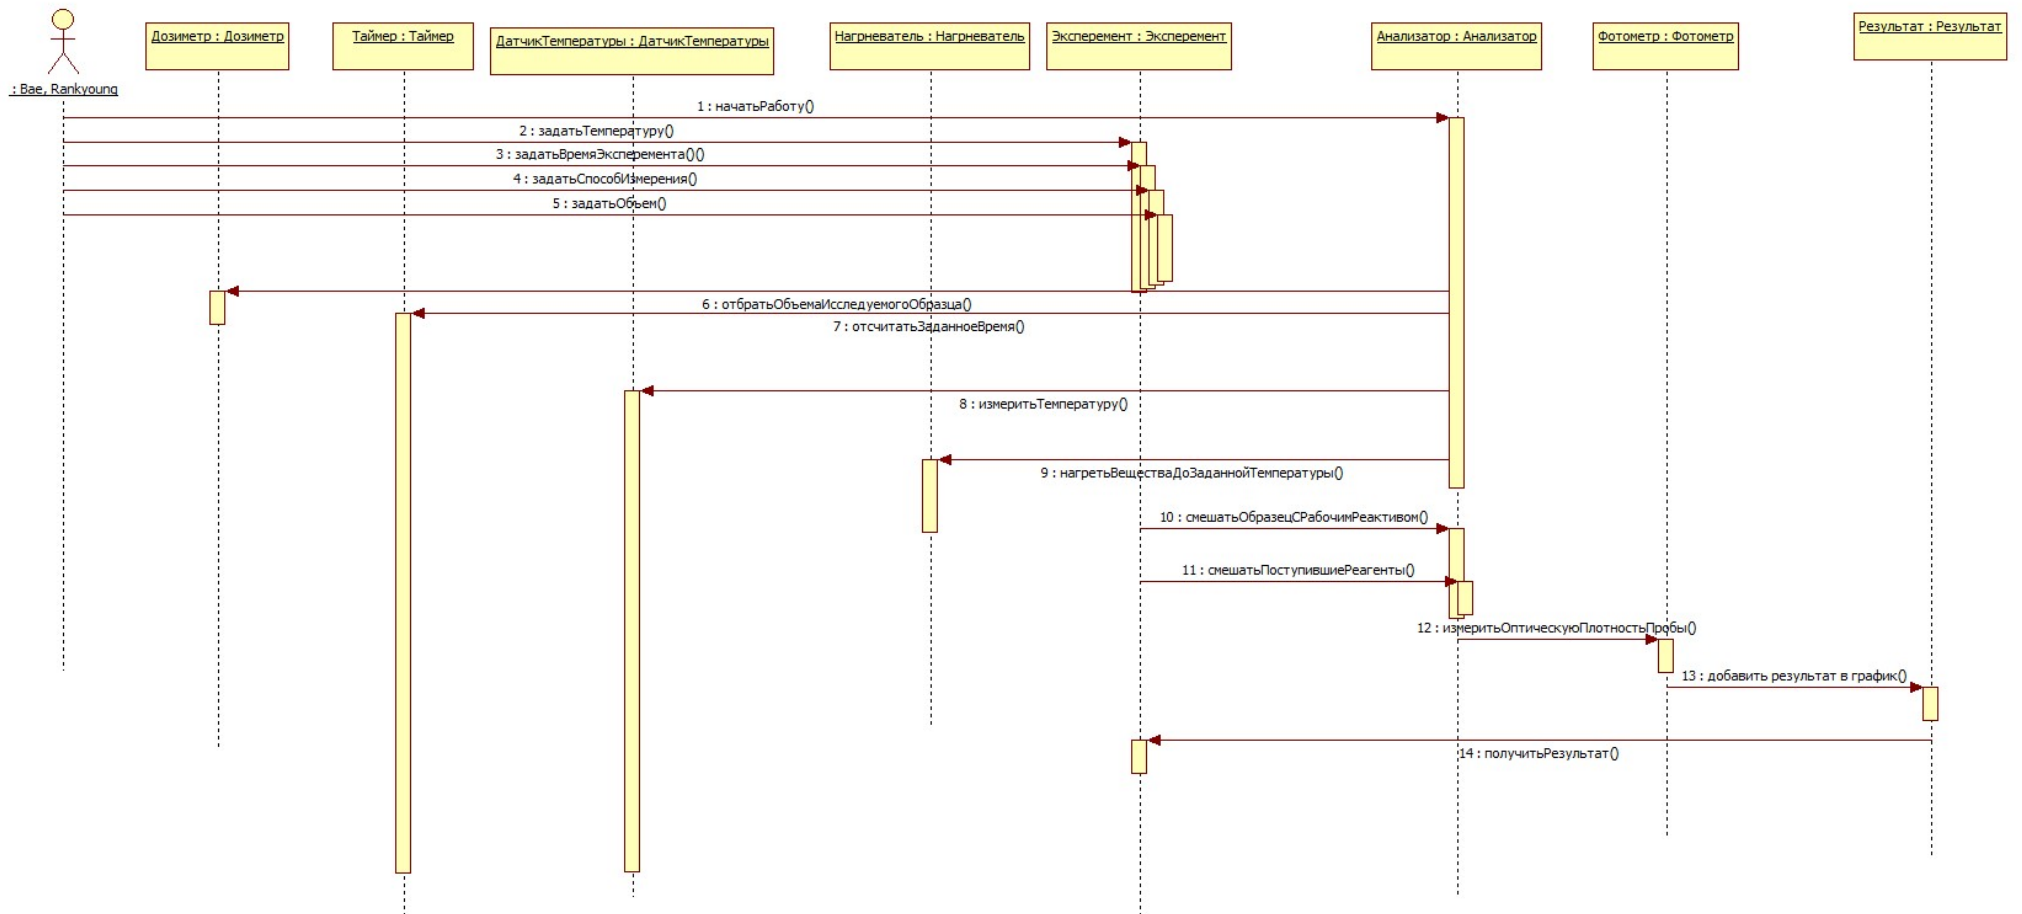 Дозиметр : Дозиметр
Таймер : Таймер
ДатчикТемпературы : ДатчикТемпературы
Нагрневатель : Нагрневатель
Эксперемент : Эксперемент
Анализатор : Анализатор
Фотометр : Фотометр
Результат : Результат
: Bae, Rankyoung
1 : начатьРаботу()
2 : задатьТемпературу()
3 : задатьВремяЭксперемента()()
4 : задатьСпособИзмерения()
5 : задатьОбъем()
6 : отбратьОбъемаИсследуемогоОбразца()
7 : отсчитатьЗаданноеВремя()
8 : измеритьТемпературу()
9 : нагретьВеществаДоЗаданнойТемпературы()
10 : смешатьОбразецСРабочимРеактивом()
11 : смешатьПоступившиеРеагенты()
12 : измеритьОптическуюПлотностьПробы()
13 : добавить результат в график()
14 : получитьРезультат()